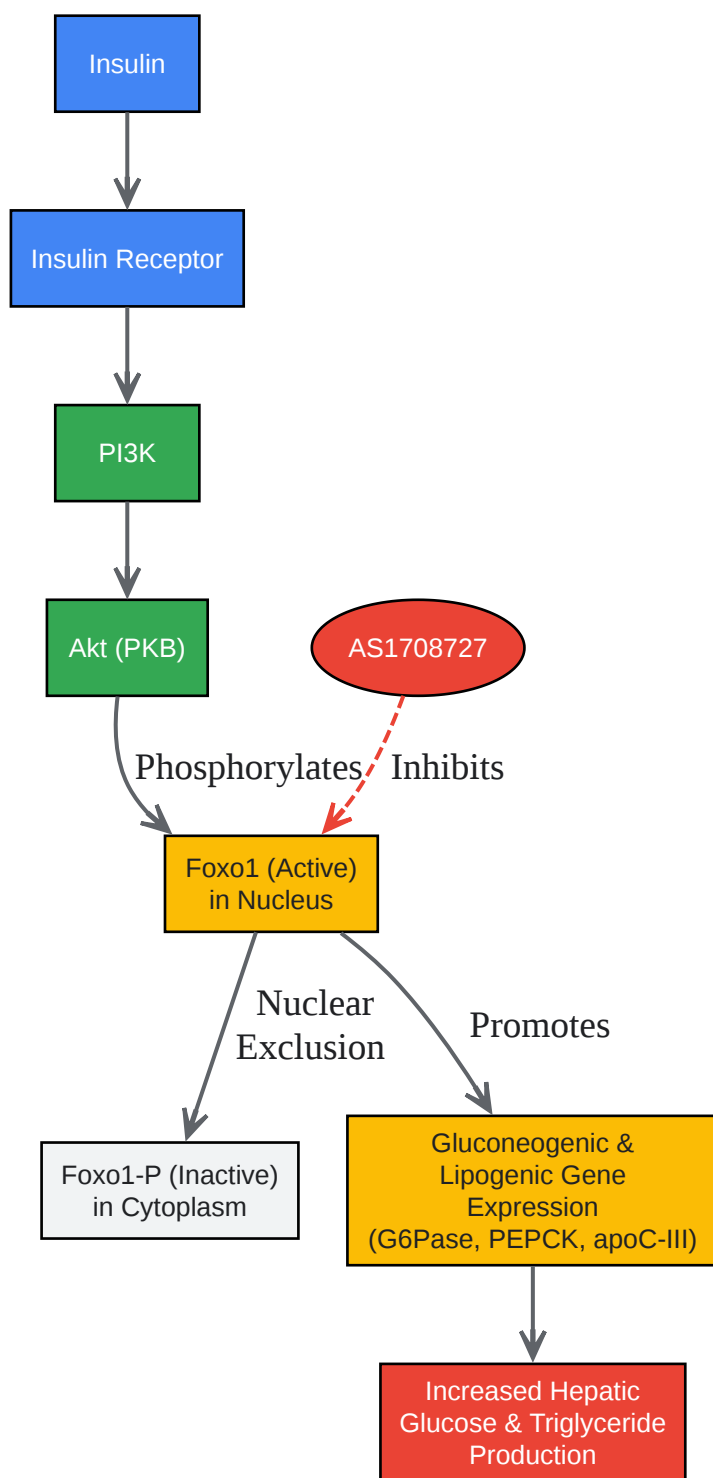 Insulin
Insulin Receptor
PI3K
Akt (PKB)
AS1708727
Phosphorylates
Inhibits
Foxo1 (Active)
in Nucleus
Nuclear
Exclusion
Promotes
Foxo1-P (Inactive)
in Cytoplasm
Gluconeogenic &
Lipogenic Gene
Expression
(G6Pase, PEPCK, apoC-III)
Increased Hepatic
Glucose & Triglyceride
Production